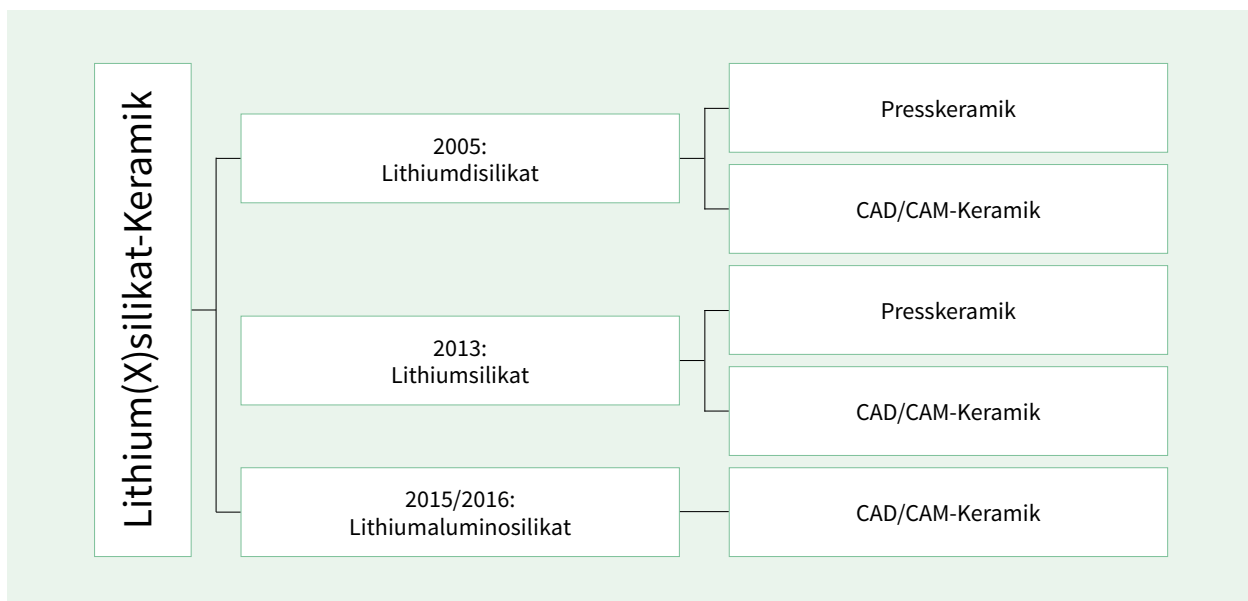 Lithium(X)silikat-Keramik
2005:
Lithiumdisilikat
Presskeramik
CAD/CAM-Keramik
2013:
Lithiumsilikat
Presskeramik
CAD/CAM-Keramik
2015/2016:
Lithiumaluminosilikat
CAD/CAM-Keramik